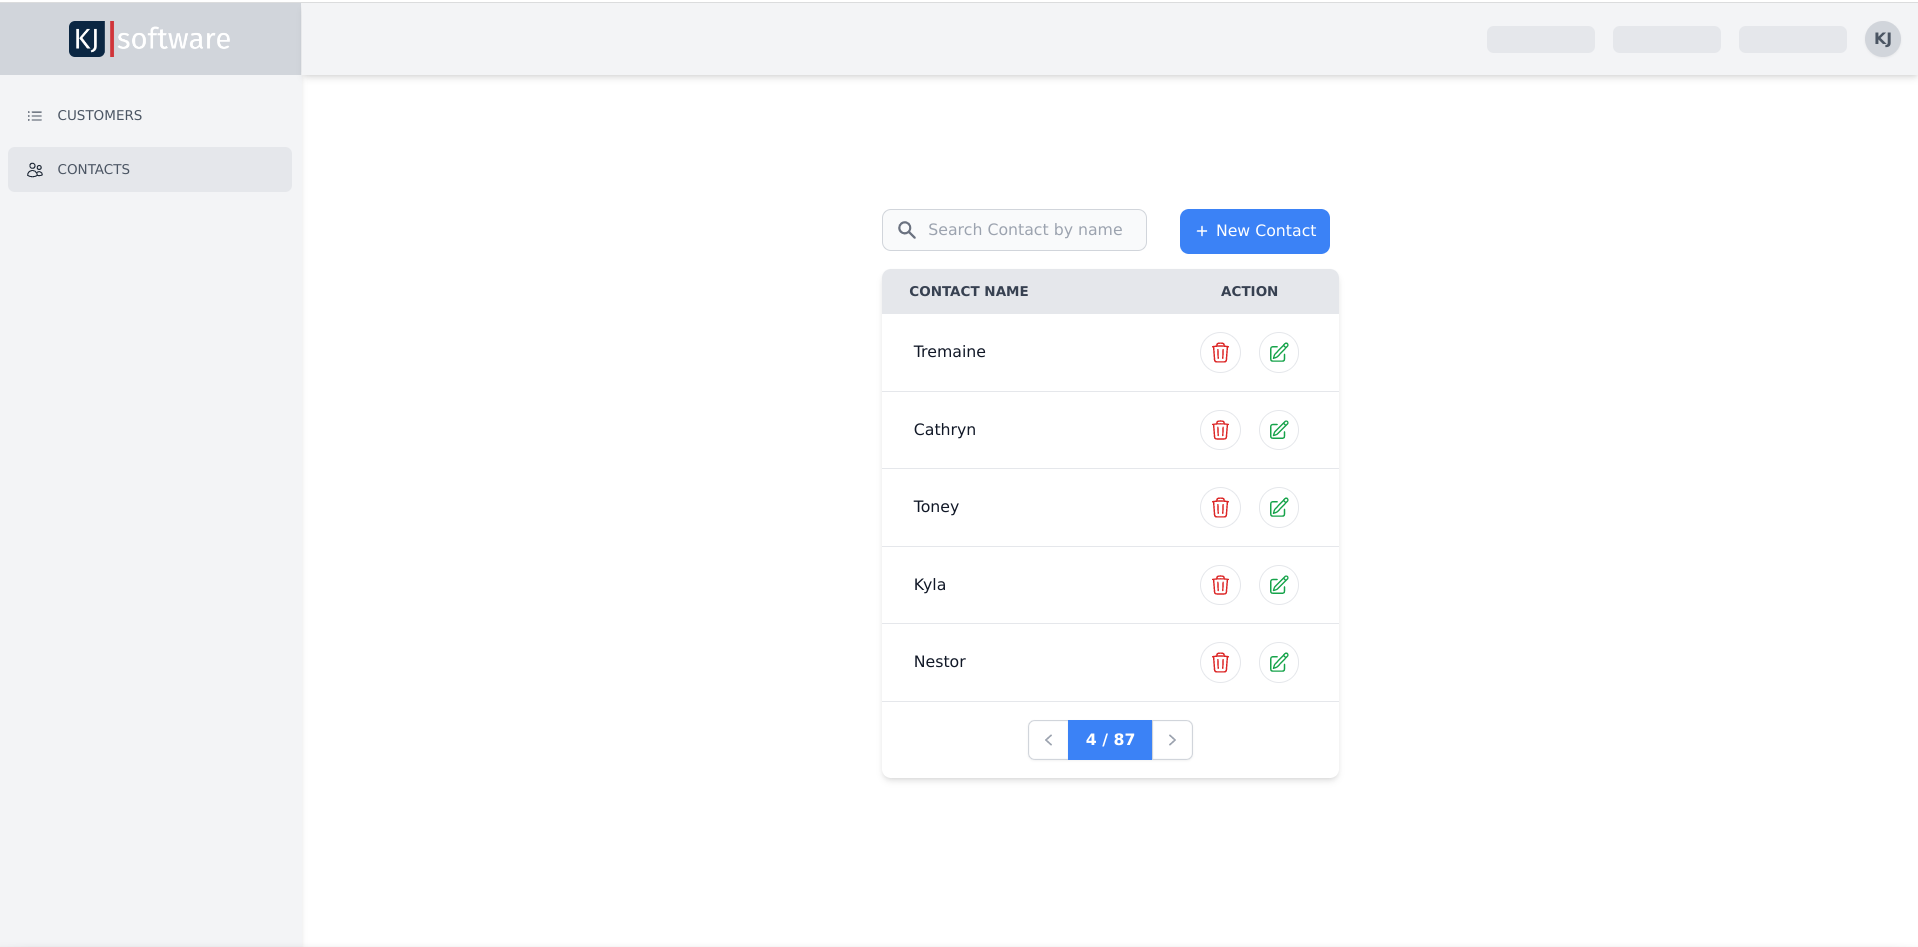 KJ software
KJ
CUSTOMERS
CONTACTS
Search Contact by name
+ New Contact
CONTACT NAME ACTION
Tremaine
Cathryn
Toney
Kyla
Nestor
4 / 87